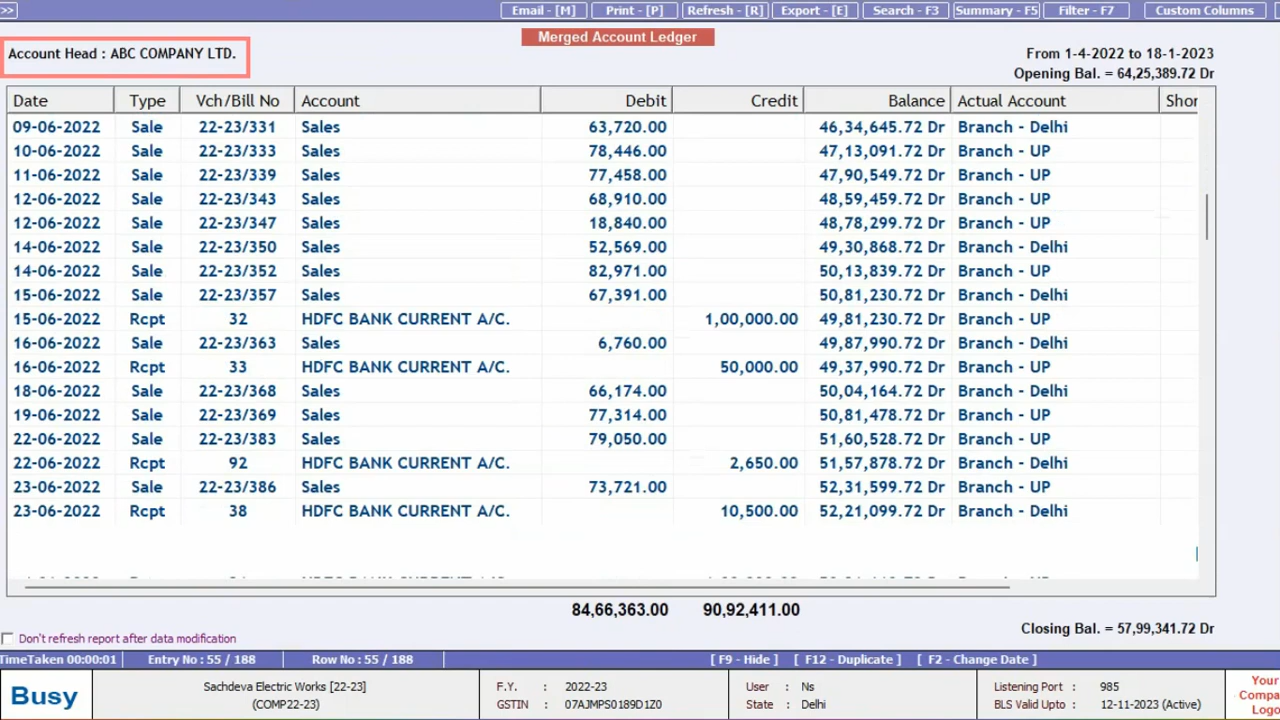 >> Email - [M] Print - [P] Refresh - [R] Export - [E] Search - F3 Summary - F5 Filter - F7 Custom Columns
Merged Account Ledger
Account Head : ABC COMPANY LTD. From 1-4-2022 to 18-1-2023
Opening Bal. = 64,25,389.72 Dr
Date Type Vch/Bill No Account Debit Credit Balance Actual Account Shor
09-06-2022 Sale 22-23/331 Sales 63,720.00 46,34,645.72 Dr Branch - Delhi
10-06-2022 Sale 22-23/333 Sales 78,446.00 47,13,091.72 Dr Branch - UP
11-06-2022 Sale 22-23/339 Sales 77,458.00 47,90,549.72 Dr Branch - UP
12-06-2022 Sale 22-23/343 Sales 68,910.00 48,59,459.72 Dr Branch - UP
12-06-2022 Sale 22-23/347 Sales 18,840.00 48,78,299.72 Dr Branch - UP
14-06-2022 Sale 22-23/350 Sales 52,569.00 49,30,868.72 Dr Branch - Delhi
14-06-2022 Sale 22-23/352 Sales 82,971.00 50,13,839.72 Dr Branch - UP
15-06-2022 Sale 22-23/357 Sales 67,391.00 50,81,230.72 Dr Branch - Delhi
15-06-2022 Rcpt 32 HDFC BANK CURRENT A/C. 1,00,000.00 49,81,230.72 Dr Branch - UP
16-06-2022 Sale 22-23/363 Sales 6,760.00 49,87,990.72 Dr Branch - Delhi
16-06-2022 Rcpt 33 HDFC BANK CURRENT A/C. 50,000.00 49,37,990.72 Dr Branch - UP
18-06-2022 Sale 22-23/368 Sales 66,174.00 50,04,164.72 Dr Branch - Delhi
19-06-2022 Sale 22-23/369 Sales 77,314.00 50,81,478.72 Dr Branch - UP
22-06-2022 Sale 22-23/383 Sales 79,050.00 51,60,528.72 Dr Branch - UP
22-06-2022 Rcpt 92 HDFC BANK CURRENT A/C. 2,650.00 51,57,878.72 Dr Branch - Delhi
23-06-2022 Sale 22-23/386 Sales 73,721.00 52,31,599.72 Dr Branch - UP
23-06-2022 Rcpt 38 HDFC BANK CURRENT A/C. 10,500.00 52,21,099.72 Dr Branch - Delhi
84,66,363.00 90,92,411.00
Closing Bal. = 57,99,341.72 Dr
Don't refresh report after data modification
TimeTaken 00:00:01 Entry No : 55 / 188 Row No : 55 / 188 [ F9 - Hide ] [ F12 - Duplicate ] [ F2 - Change Date ]
Busy
Sachdeva Electric Works [22-23]
(COMP22-23)
F.Y. : 2022-23
GSTIN : 07AJMPS0189D1Z0
User : Ns
State : Delhi
Listening Port : 985
BLS Valid Upto : 12-11-2023 (Active)
Your
Compa
Logo